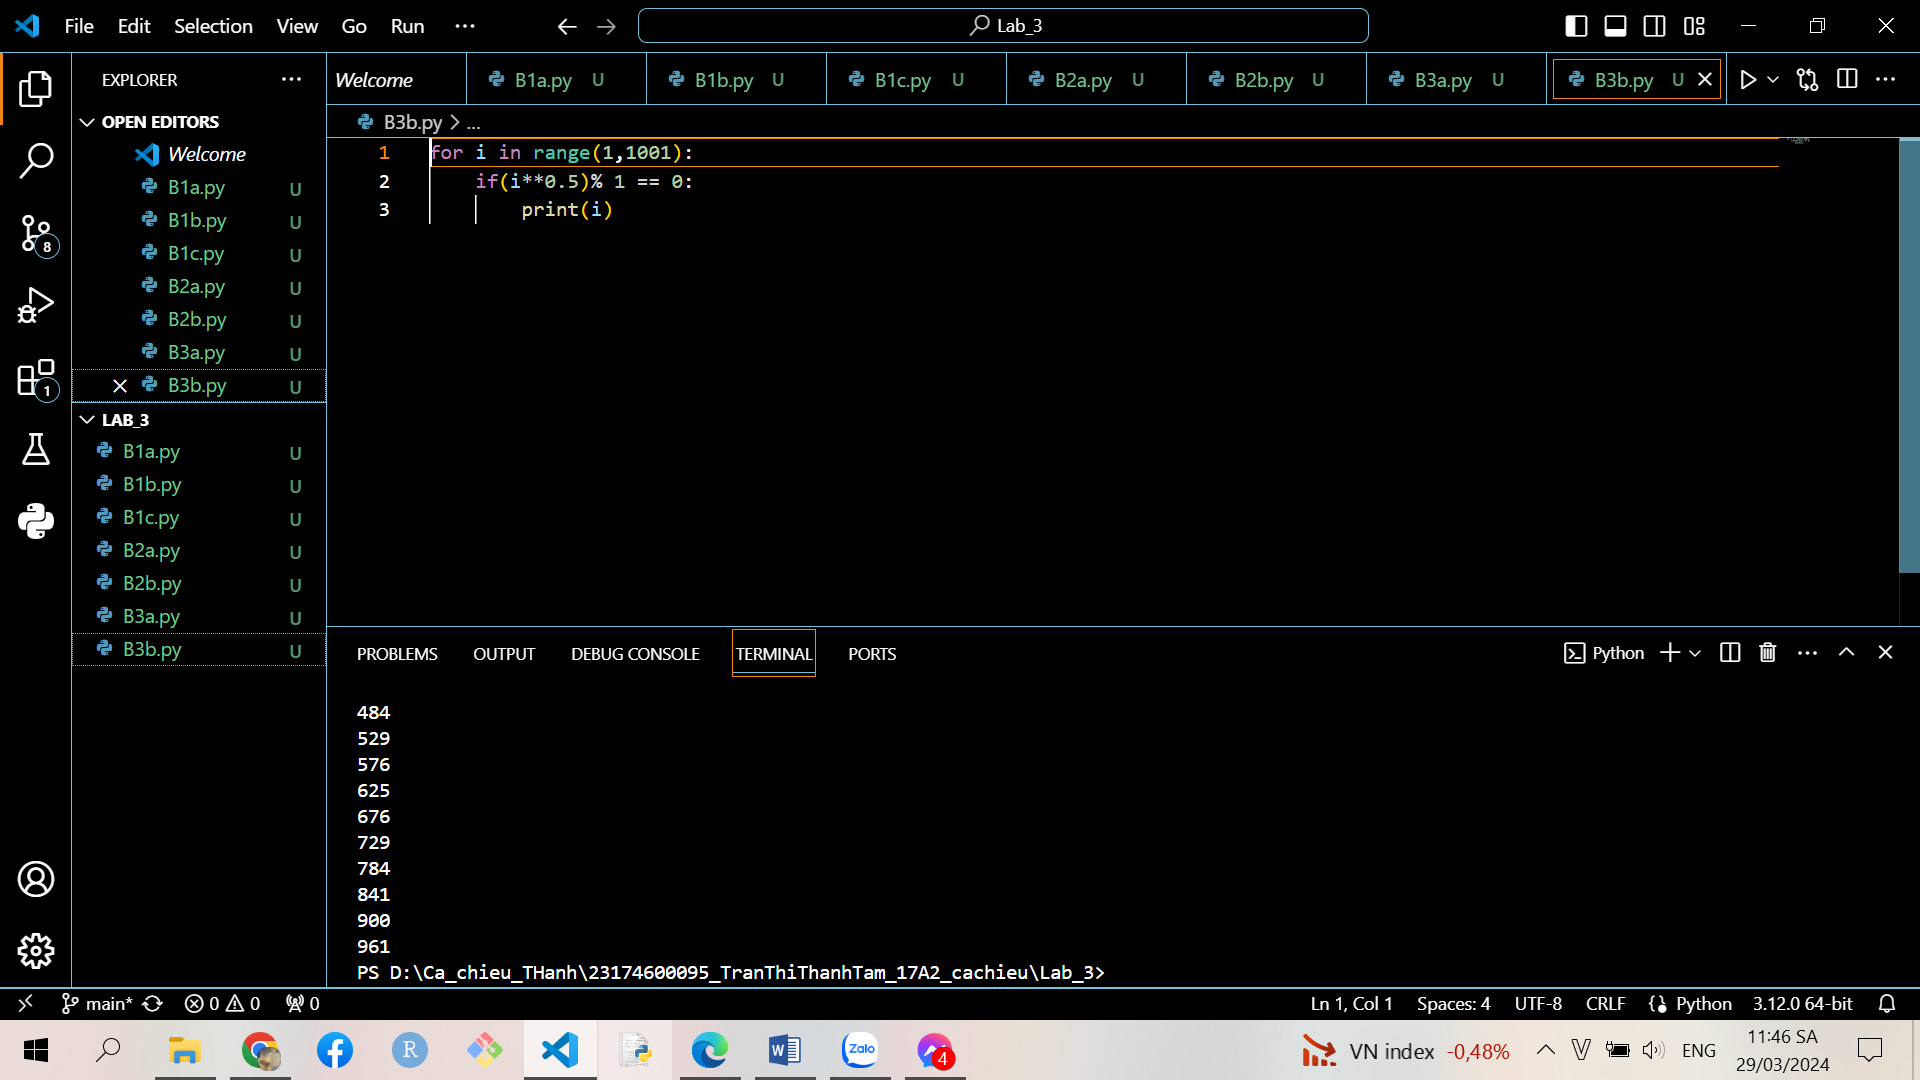 File Edit Selection View Go Run ... Lab_3
EXPLORER ...
Welcome B1a.py U B1b.py U B1c.py U B2a.py U B2b.py U B3a.py U B3b.py U
OPEN EDITORS
Welcome
B1a.py U
B1b.py U
B1c.py U
B2a.py U
B2b.py U
B3a.py U
B3b.py U
LAB_3
B1a.py U
B1b.py U
B1c.py U
B2a.py U
B2b.py U
B3a.py U
B3b.py U
8
1
B3b.py > ...
1 for i in range(1,1001):
2 if(i**0.5)% 1 == 0:
3 print(i)
PROBLEMS OUTPUT DEBUG CONSOLE TERMINAL PORTS Python
484
529
576
625
676
729
784
841
900
961
PS D:\Ca_chieu_THanh\23174600095_TranThiThanhTam_17A2_cachieu\Lab_3>
main* 0 0 0 Ln 1, Col 1 Spaces: 4 UTF-8 CRLF Python 3.12.0 64-bit
R Zalo 4 VN index -0,48% V ENG 11:46 SA
29/03/2024